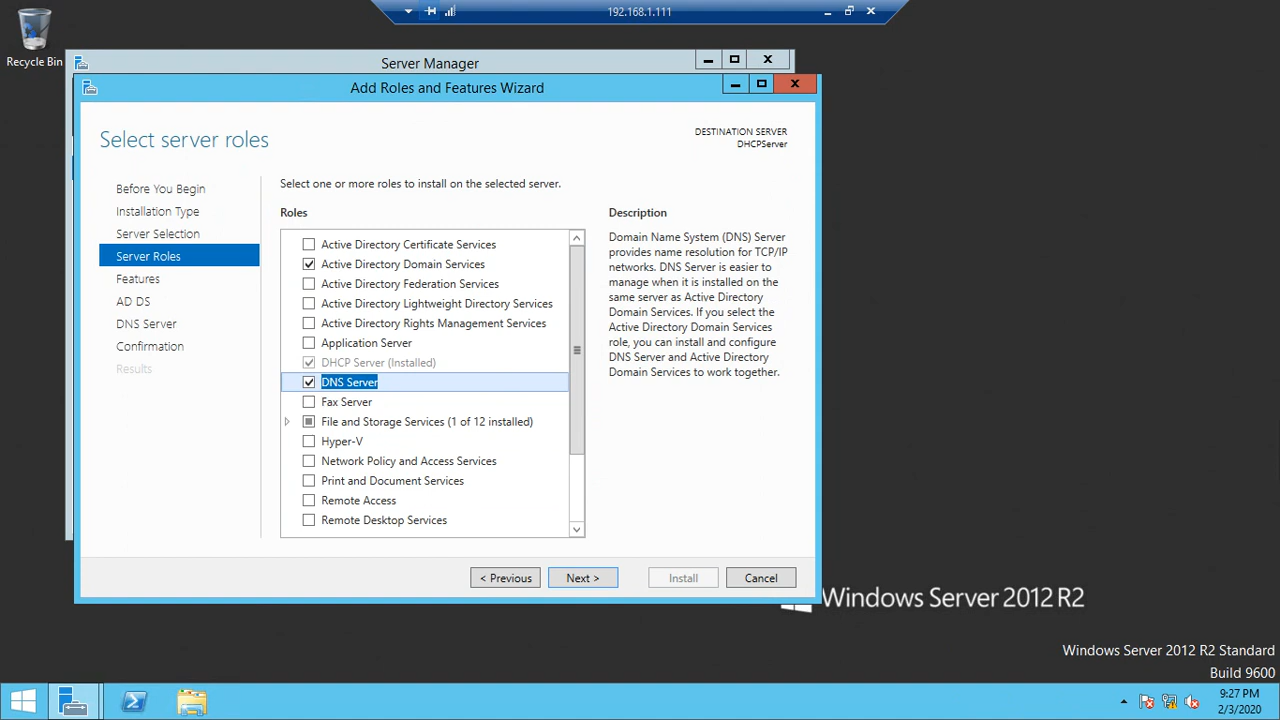 192.168.1.111
Recycle Bin
Server Manager
Add Roles and Features Wizard
Select server roles
DESTINATION SERVER
DHCPServer
Before You Begin
Installation Type
Server Selection
Server Roles
Features
AD DS
DNS Server
Confirmation
Results
Select one or more roles to install on the selected server.
Roles
Active Directory Certificate Services
Active Directory Domain Services
Active Directory Federation Services
Active Directory Lightweight Directory Services
Active Directory Rights Management Services
Application Server
DHCP Server (Installed)
DNS Server
Fax Server
File and Storage Services (1 of 12 installed)
Hyper-V
Network Policy and Access Services
Print and Document Services
Remote Access
Remote Desktop Services
Description
Domain Name System (DNS) Server
provides name resolution for TCP/IP
networks. DNS Server is easier to
manage when it is installed on the
same server as Active Directory
Domain Services. If you select the
Active Directory Domain Services
role, you can install and configure
DNS Server and Active Directory
Domain Services to work together.
< Previous
Next >
Install
Cancel
Windows Server 2012 R2
Windows Server 2012 R2 Standard
Build 9600
9:27 PM
2/3/2020